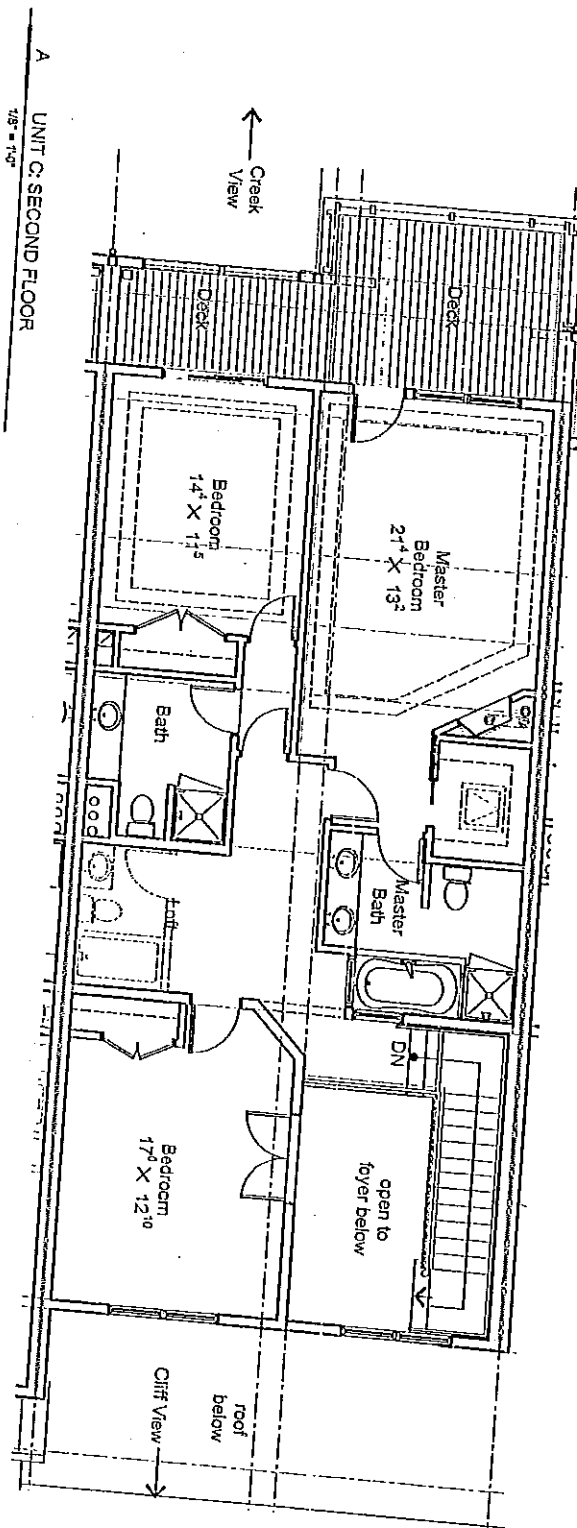 A
UNIT C: SECOND FLOOR
1/8" = 1'-0"
Creek
View
Deck
Deck
Master
Bedroom
21⁴ X 13²
Bedroom
14⁴ X 11⁵
Bath
Master
Bath
Loft
DN
open to
foyer below
Bedroom
17⁰ X 12¹⁰
roof
below
Cliff View